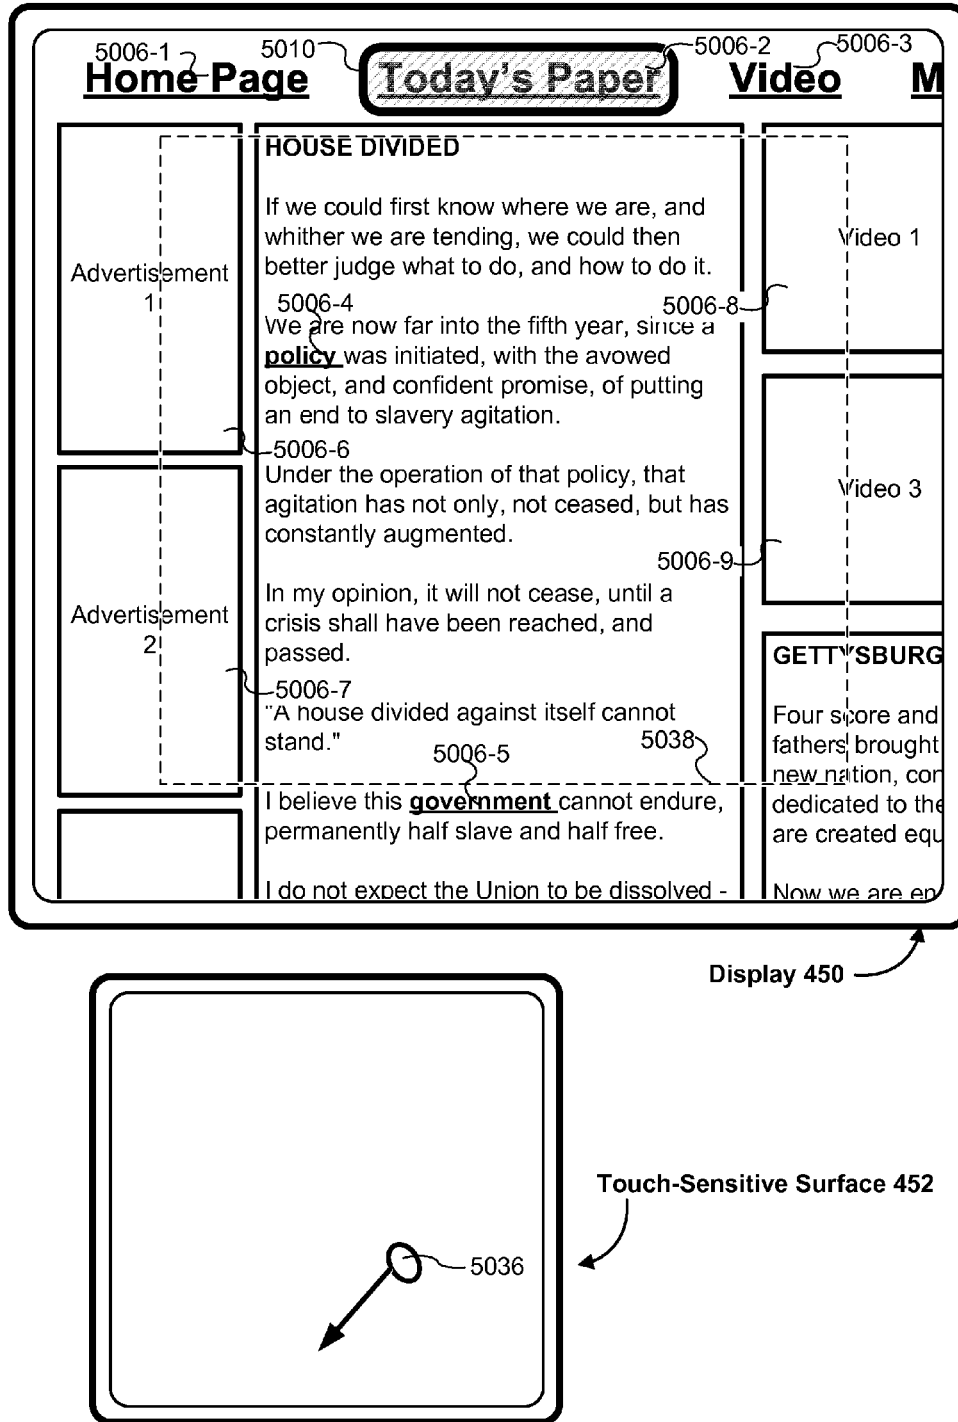 5006-1
5010
5006-2
5006-3
Home Page
Today's Paper
Video
M
HOUSE DIVIDED
If we could first know where we are, and
whither we are tending, we could then
better judge what to do, and how to do it.
5006-4
We are now far into the fifth year, since a
policy was initiated, with the avowed
object, and confident promise, of putting
an end to slavery agitation.
5006-6
Under the operation of that policy, that
agitation has not only, not ceased, but has
constantly augmented.
In my opinion, it will not cease, until a
crisis shall have been reached, and
passed.
5006-7
"A house divided against itself cannot
stand."
5006-5
5038
I believe this government cannot endure,
permanently half slave and half free.
I do not expect the Union to be dissolved -
Advertisement
1
Advertisement
2
Video 1
5006-8
Video 3
5006-9
GETTYSBURG
Four score and
fathers brought
new nation, con
dedicated to the
are created equ
Now we are en
Display 450
Touch-Sensitive Surface 452
5036